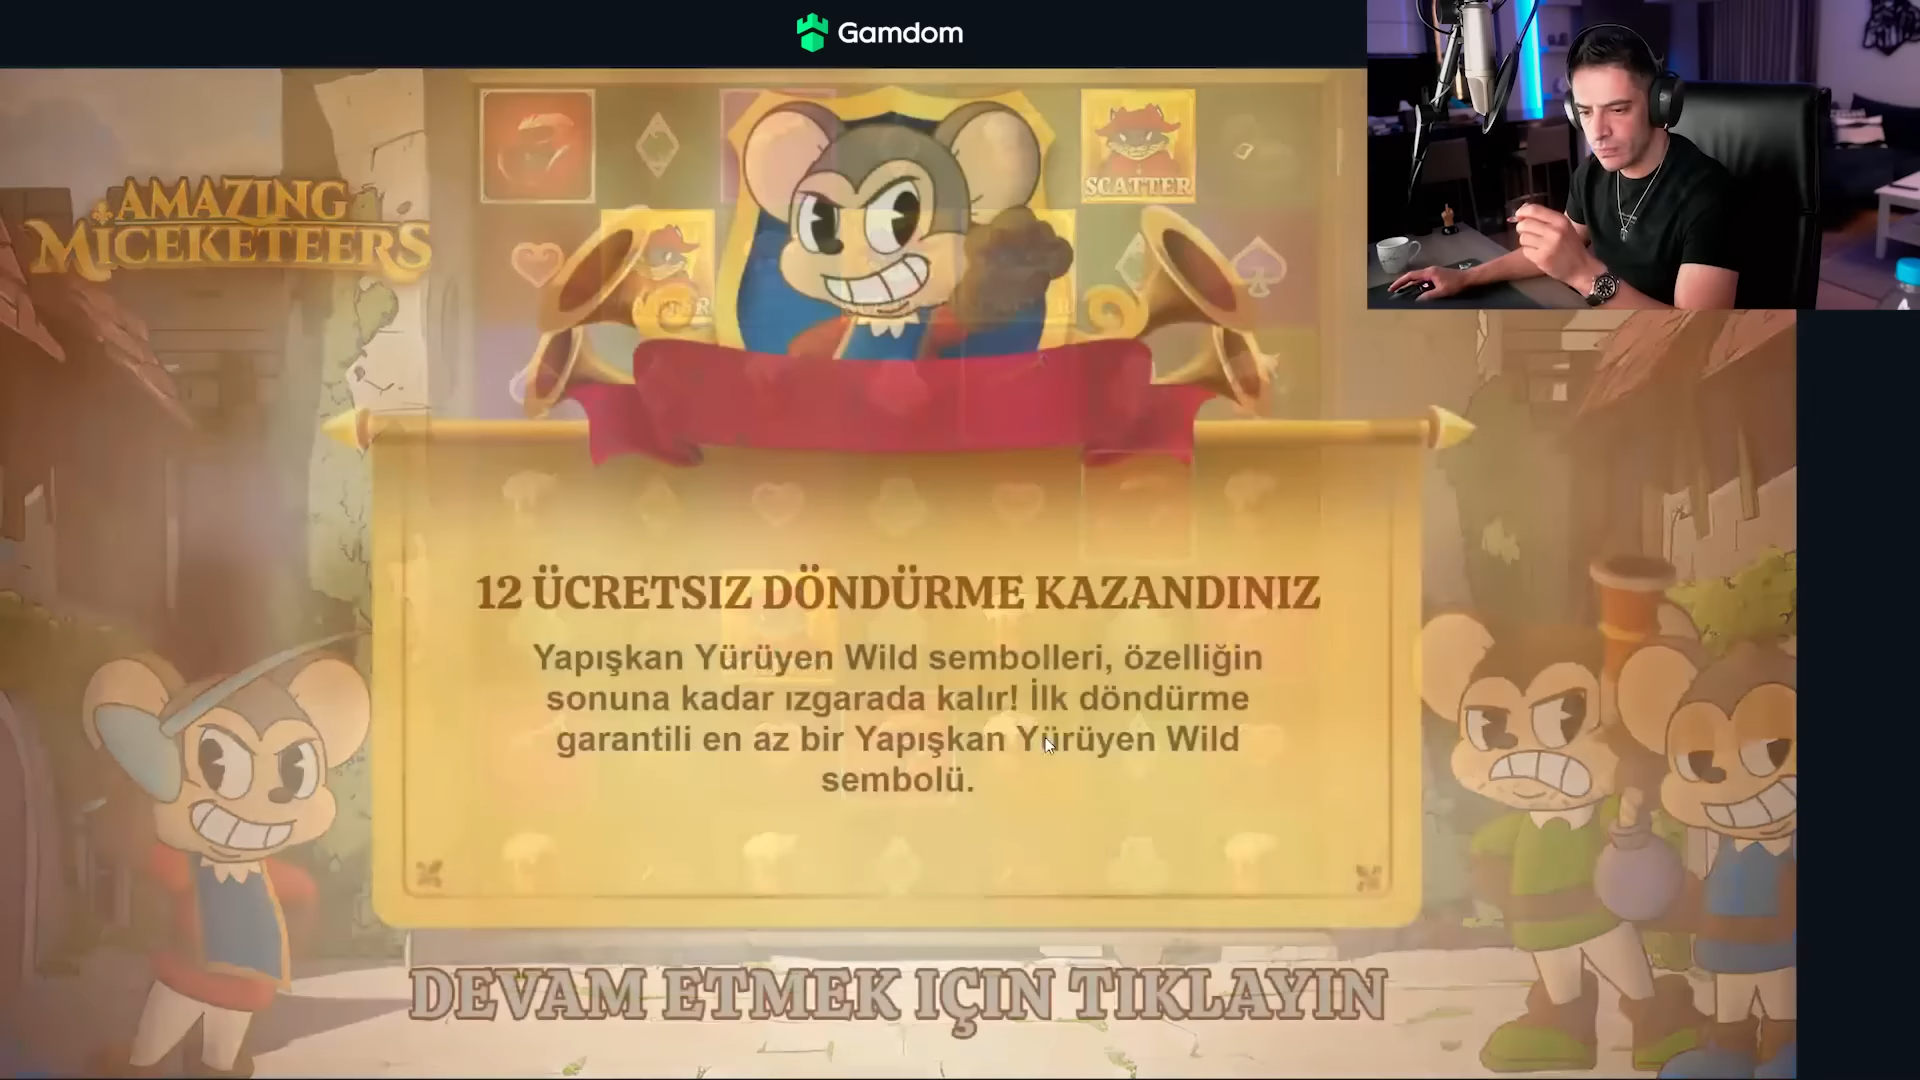 Gamdom
AMAZING
MICEKETEERS
SCATTER
12 ÜCRETSIZ DÖNDÜRME KAZANDINIZ
Yapışkan Yürüyen Wild sembolleri, özelliğin
sonuna kadar ızgarada kalır! İlk döndürme
garantili en az bir Yapışkan Yürüyen Wild
sembolü.
DEVAM ETMEK IÇIN TIKLAYIN